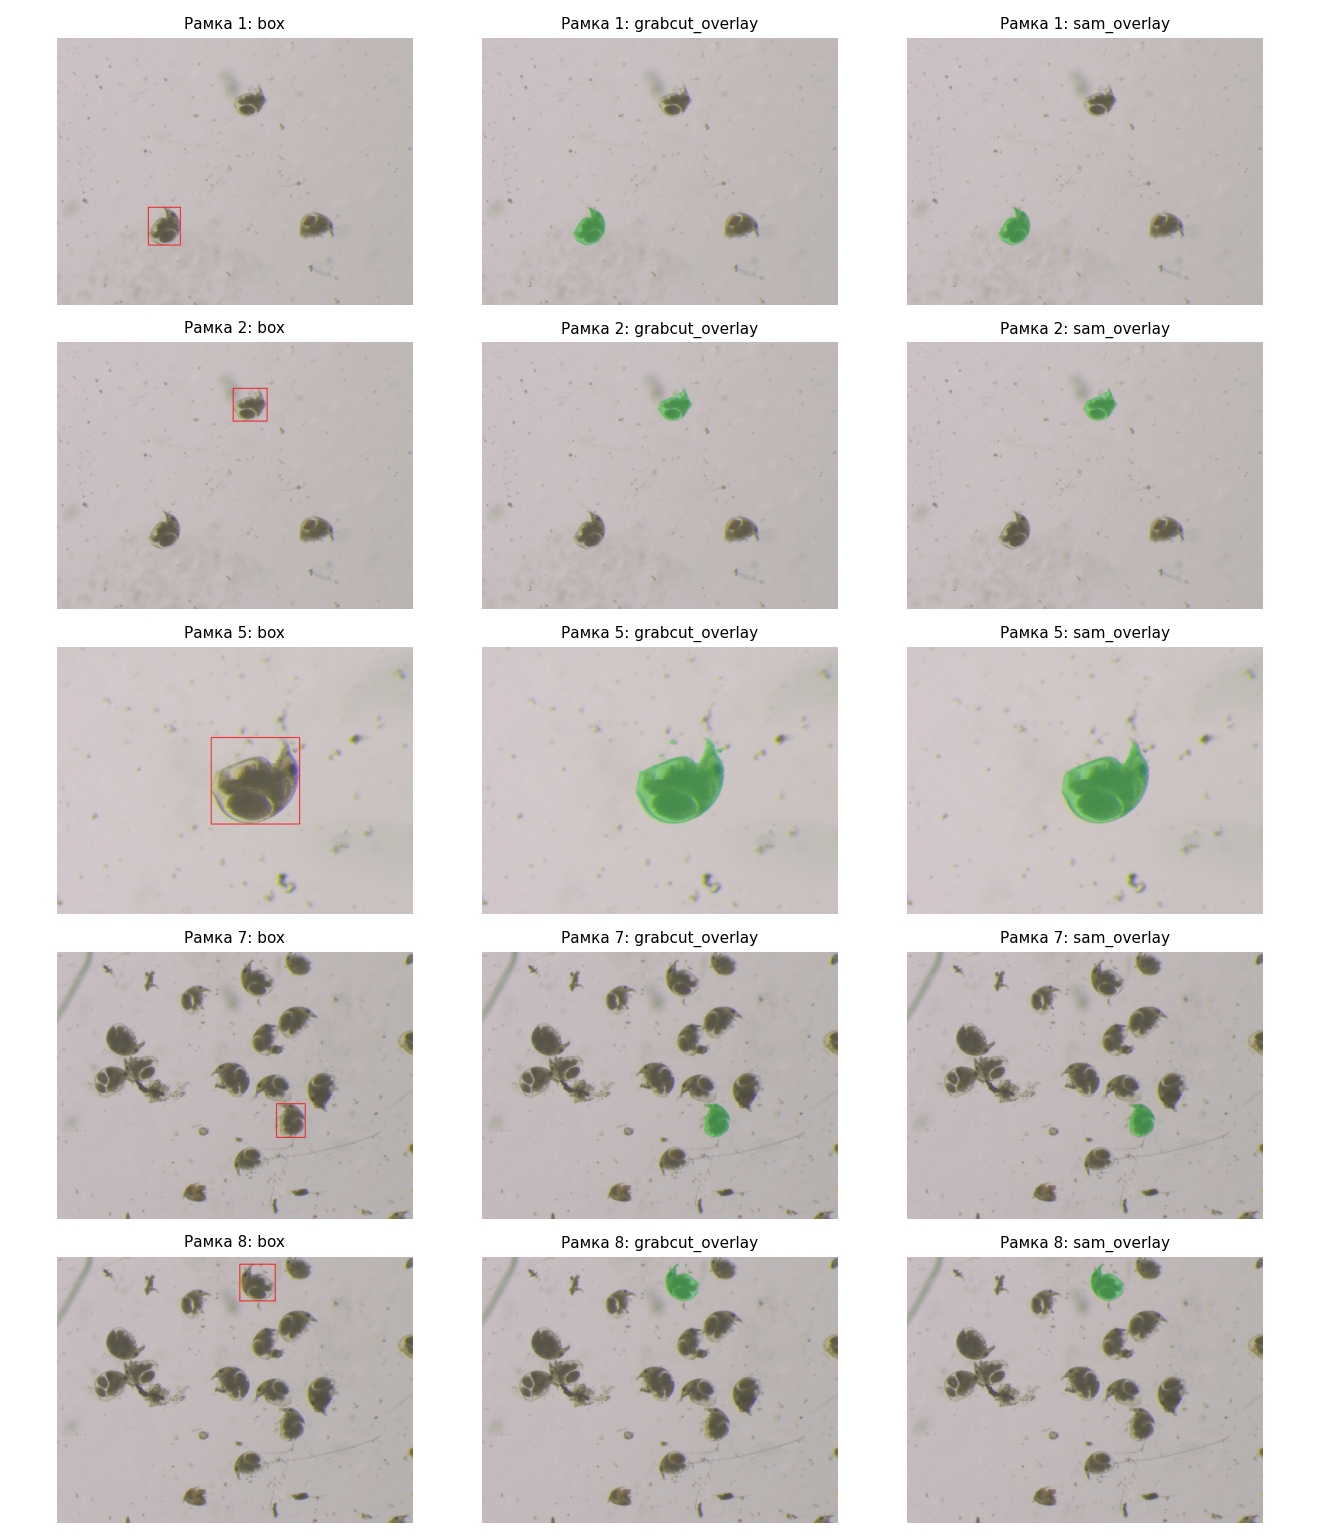 Рамка 1: box
Рамка 1: grabcut_overlay
Рамка 1: sam_overlay
Рамка 2: box
Рамка 2: grabcut_overlay
Рамка 2: sam_overlay
Рамка 5: box
Рамка 5: grabcut_overlay
Рамка 5: sam_overlay
Рамка 7: box
Рамка 7: grabcut_overlay
Рамка 7: sam_overlay
Рамка 8: box
Рамка 8: grabcut_overlay
Рамка 8: sam_overlay